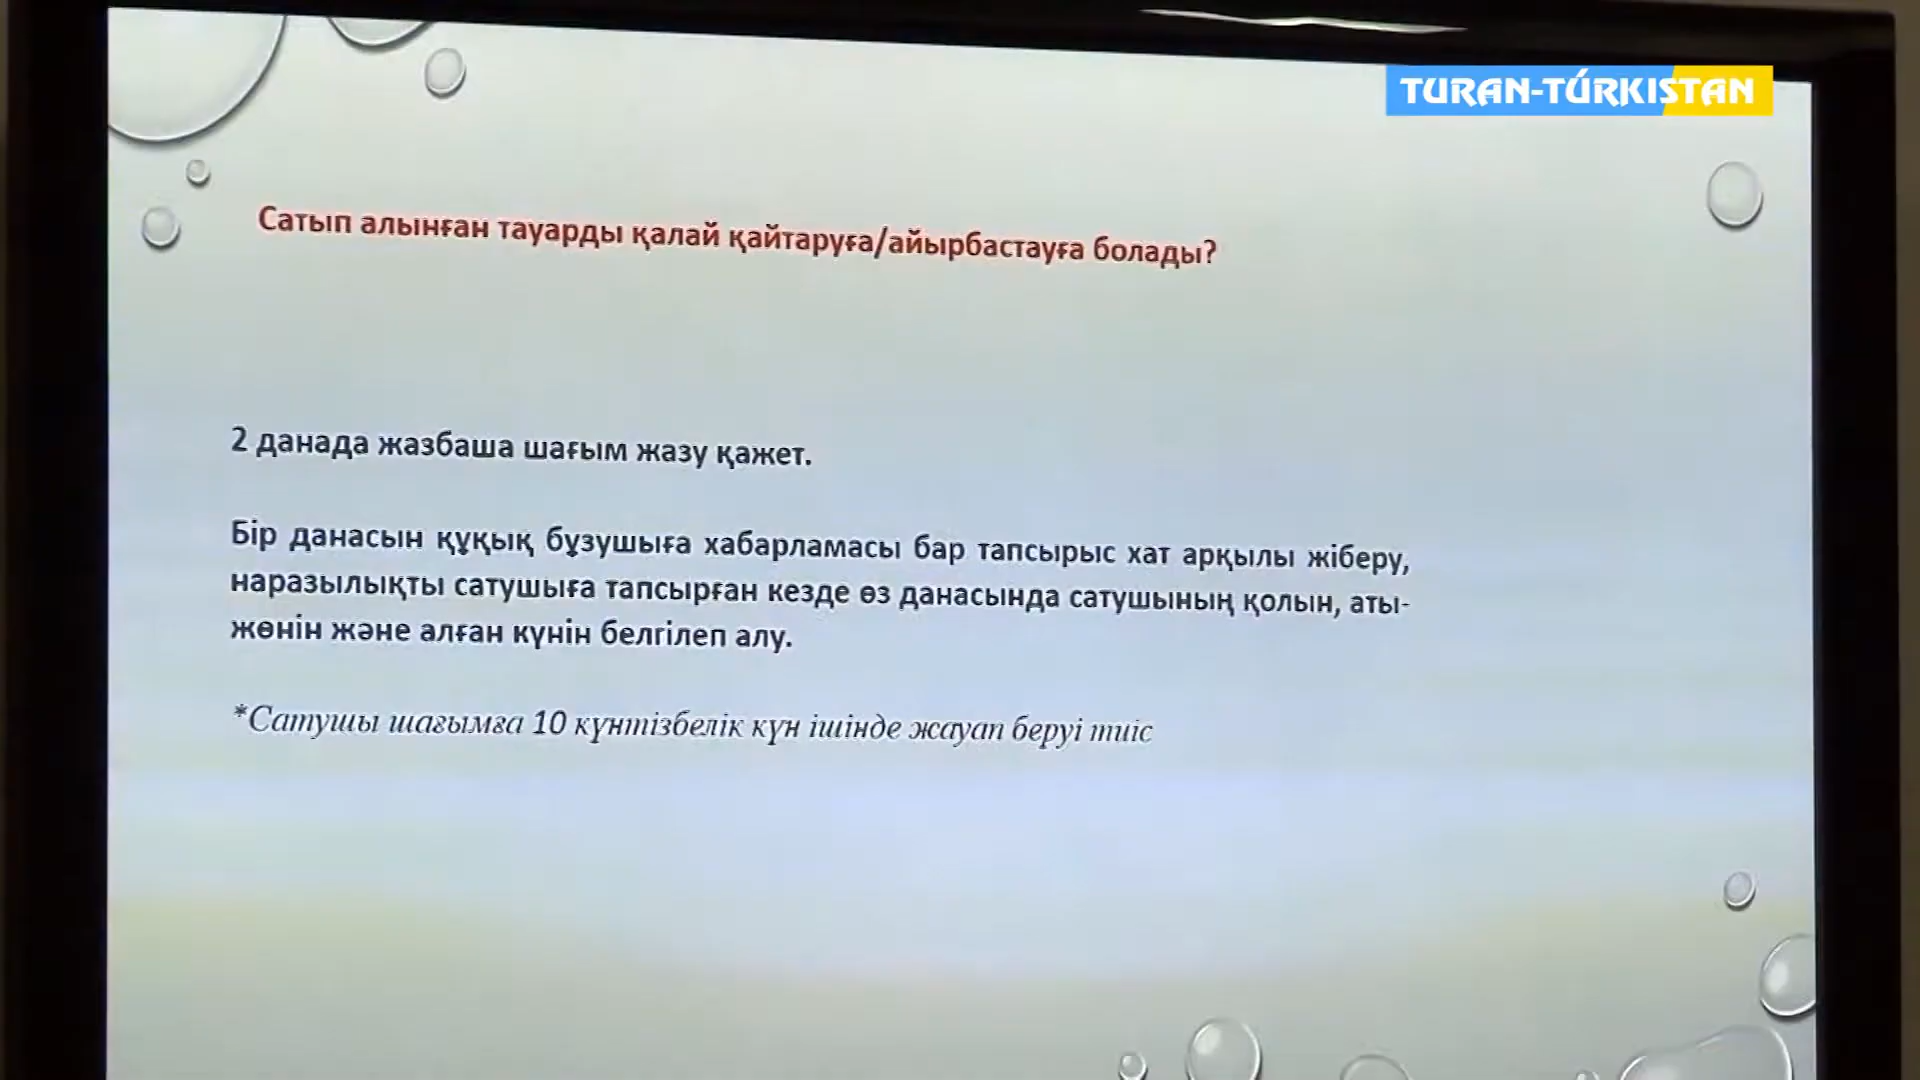 TURAN-TÚRKISTAN
Сатып алынған тауарды қалай қайтаруға/айырбастауға болады?
2 данада жазбаша шағым жазу қажет.
Бір данасын құқық бұзушыға хабарламасы бар тапсырыс хат арқылы жіберу,
наразылықты сатушыға тапсырған кезде өз данасында сатушының қолын, аты-
жөнін және алған күнін белгілеп алу.
*Сатушы шағымға 10 күнтізбелік күн ішінде жауап беруі тиіс